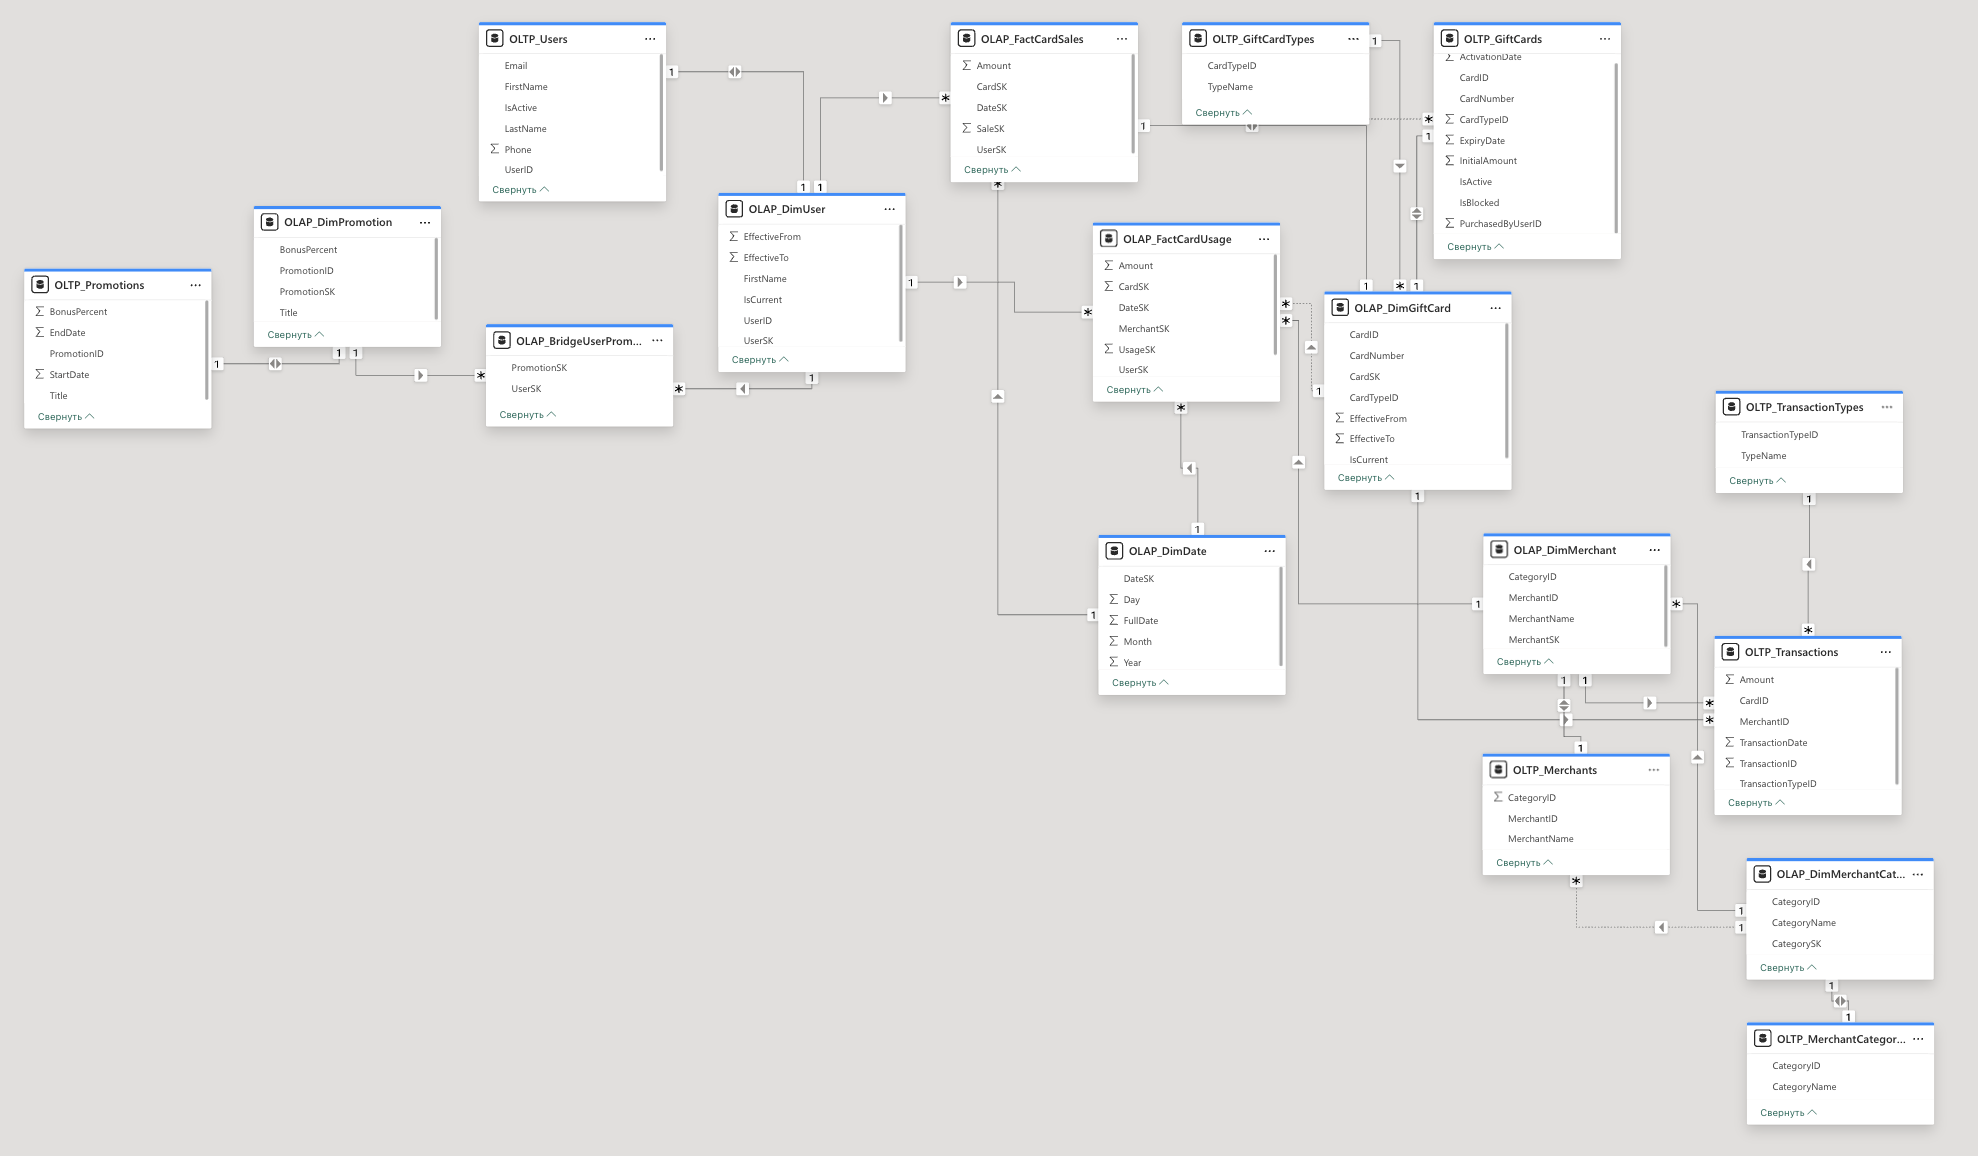 OLTP_Users
Email
FirstName
IsActive
LastName
Phone
UserID
Свернуть
OLAP_FactCardSales
Amount
CardSK
DateSK
SaleSK
UserSK
Свернуть
OLTP_GiftCardTypes
CardTypeID
TypeName
Свернуть
OLTP_GiftCards
ActivationDate
CardID
CardNumber
CardTypeID
ExpiryDate
InitialAmount
IsActive
IsBlocked
PurchasedByUserID
Свернуть
OLAP_DimPromotion
BonusPercent
PromotionID
PromotionSK
Title
Свернуть
OLAP_DimUser
EffectiveFrom
EffectiveTo
FirstName
IsCurrent
UserID
UserSK
Свернуть
OLAP_FactCardUsage
Amount
CardSK
DateSK
MerchantSK
UsageSK
UserSK
Свернуть
OLTP_Promotions
BonusPercent
EndDate
PromotionID
StartDate
Title
Свернуть
OLAP_BridgeUserProm...
PromotionSK
UserSK
Свернуть
OLAP_DimGiftCard
CardID
CardNumber
CardSK
CardTypeID
EffectiveFrom
EffectiveTo
IsCurrent
Свернуть
OLTP_TransactionTypes
TransactionTypeID
TypeName
Свернуть
OLAP_DimDate
DateSK
Day
FullDate
Month
Year
Свернуть
OLAP_DimMerchant
CategoryID
MerchantID
MerchantName
MerchantSK
Свернуть
OLTP_Transactions
Amount
CardID
MerchantID
TransactionDate
TransactionID
TransactionTypeID
Свернуть
OLTP_Merchants
CategoryID
MerchantID
MerchantName
Свернуть
OLAP_DimMerchantCat...
CategoryID
CategoryName
CategorySK
Свернуть
OLTP_MerchantCategor...
CategoryID
CategoryName
Свернуть